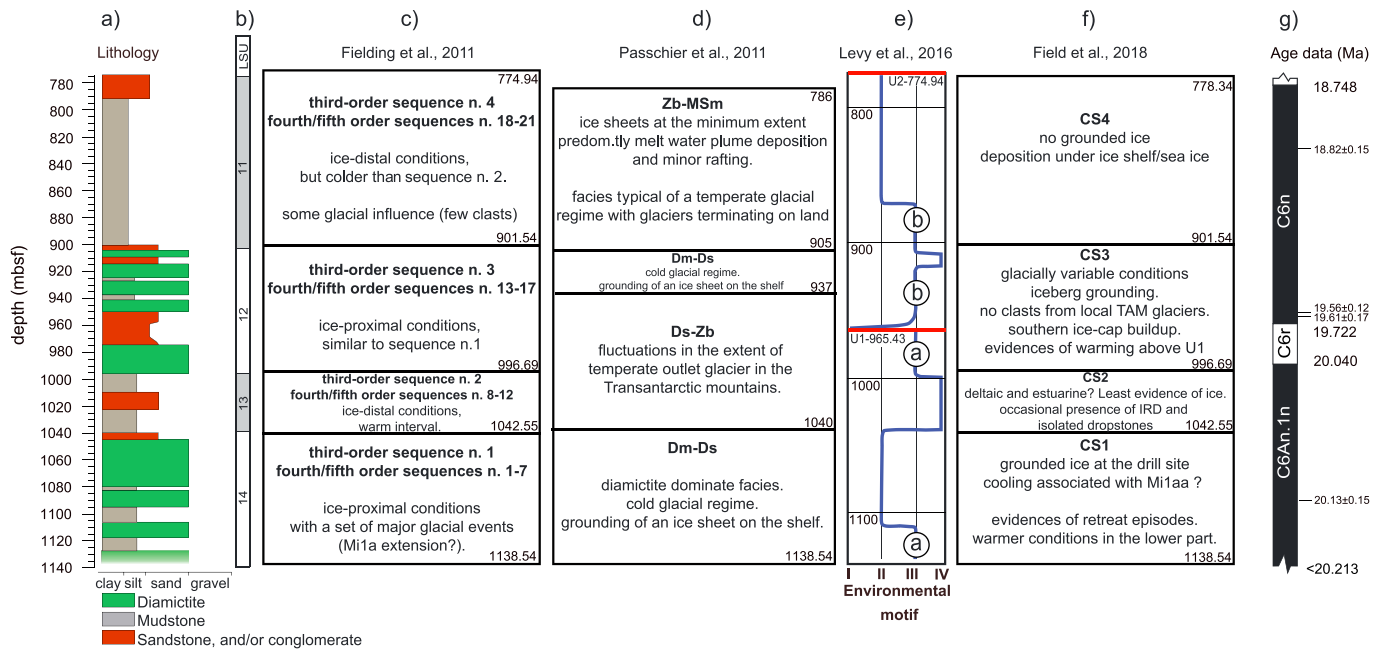 a)
b)
c)
d)
e)
f)
g)
Lithology
LSU
Fielding et al., 2011
Passchier et al., 2011
Levy et al., 2016
Field et al., 2018
Age data (Ma)
depth (mbsf)
780
800
820
840
860
880
900
920
940
960
980
1000
1020
1040
1060
1080
1100
1120
1140
clay silt sand gravel
Diamictite
Mudstone
Sandstone, and/or conglomerate
11
12
13
14
774.94
third-order sequence n. 4
fourth/fifth order sequences n. 18-21
ice-distal conditions,
but colder than sequence n. 2.
some glacial influence (few clasts)
901.54
third-order sequence n. 3
fourth/fifth order sequences n. 13-17
ice-proximal conditions,
similar to sequence n.1
996.69
third-order sequence n. 2
fourth/fifth order sequences n. 8-12
ice-distal conditions,
warm interval.
1042.55
third-order sequence n. 1
fourth/fifth order sequences n. 1-7
ice-proximal conditions
with a set of major glacial events
(Mi1a extension?).
1138.54
786
Zb-MSm
ice sheets at the minimum extent
predom.tly melt water plume deposition
and minor rafting.
facies typical of a temperate glacial
regime with glaciers terminating on land
905
Dm-Ds
cold glacial regime.
grounding of an ice sheet on the shelf
937
Ds-Zb
fluctuations in the extent of
temperate outlet glacier in the
Transantarctic mountains.
1040
Dm-Ds
diamictite dominate facies.
cold glacial regime.
grounding of an ice sheet on the shelf.
1138.54
U2-774.94
800
b
900
b
U1-965.43
a
1000
1100
a
I II III IV
Environmental
motif
778.34
CS4
no grounded ice
deposition under ice shelf/sea ice
901.54
CS3
glacially variable conditions
iceberg grounding.
no clasts from local TAM glaciers.
southern ice-cap buildup.
evidences of warming above U1
996.69
CS2
deltaic and estuarine? Least evidence of ice.
occasional presence of IRD and
isolated dropstones
1042.55
CS1
grounded ice at the drill site
cooling associated with Mi1aa ?
evidences of retreat episodes.
warmer conditions in the lower part.
1138.54
C6n
C6r
C6An.1n
18.748
18.82±0.15
19.56±0.12
19.61±0.17
19.722
20.040
20.13±0.15
<20.213